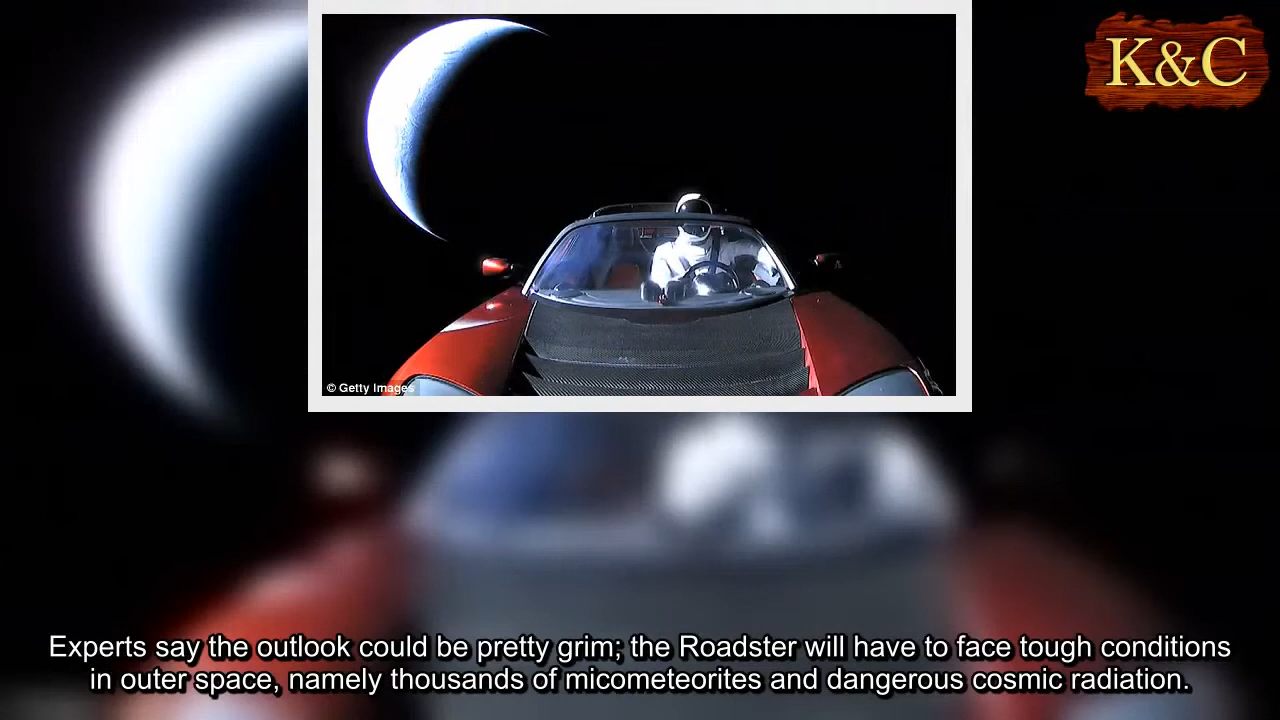 K&C
© Getty Images
Experts say the outlook could be pretty grim; the Roadster will have to face tough conditions
in outer space, namely thousands of micometeorites and dangerous cosmic radiation.